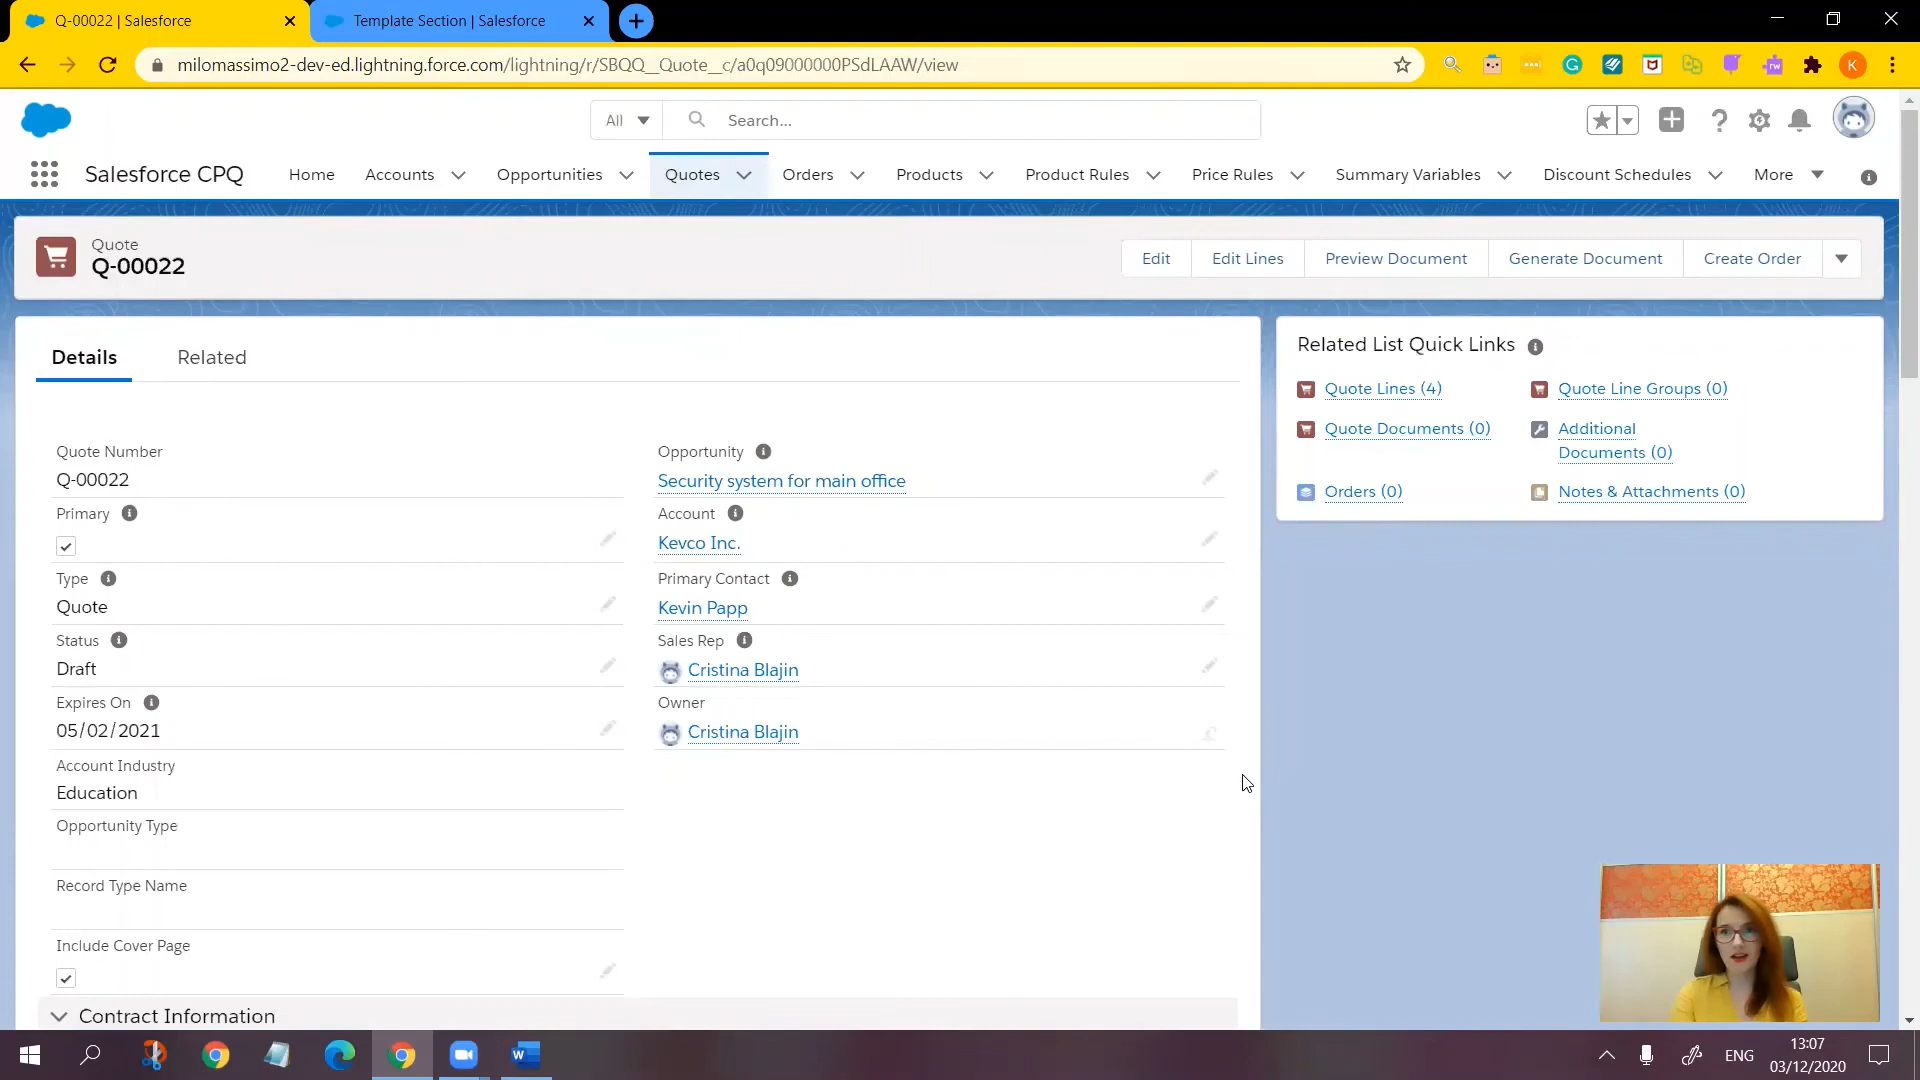 Q-00022 | Salesforce
Template Section | Salesforce
milomassimo2-dev-ed.lightning.force.com/lightning/r/SBQQ__Quote__c/a0q09000000PSdLAAW/view
All
Search...
Salesforce CPQ
Home
Accounts
Opportunities
Quotes
Orders
Products
Product Rules
Price Rules
Summary Variables
Discount Schedules
More
Quote
Q-00022
Edit
Edit Lines
Preview Document
Generate Document
Create Order
Details
Related
Quote Number
Q-00022
Primary
Type
Quote
Status
Draft
Expires On
05/02/2021
Account Industry
Education
Opportunity Type
Record Type Name
Include Cover Page
Contract Information
Opportunity
Security system for main office
Account
Kevco Inc.
Primary Contact
Kevin Papp
Sales Rep
Cristina Blajin
Owner
Cristina Blajin
Related List Quick Links
Quote Lines (4)
Quote Line Groups (0)
Quote Documents (0)
Additional
Documents (0)
Orders (0)
Notes & Attachments (0)
ENG
13:07
03/12/2020